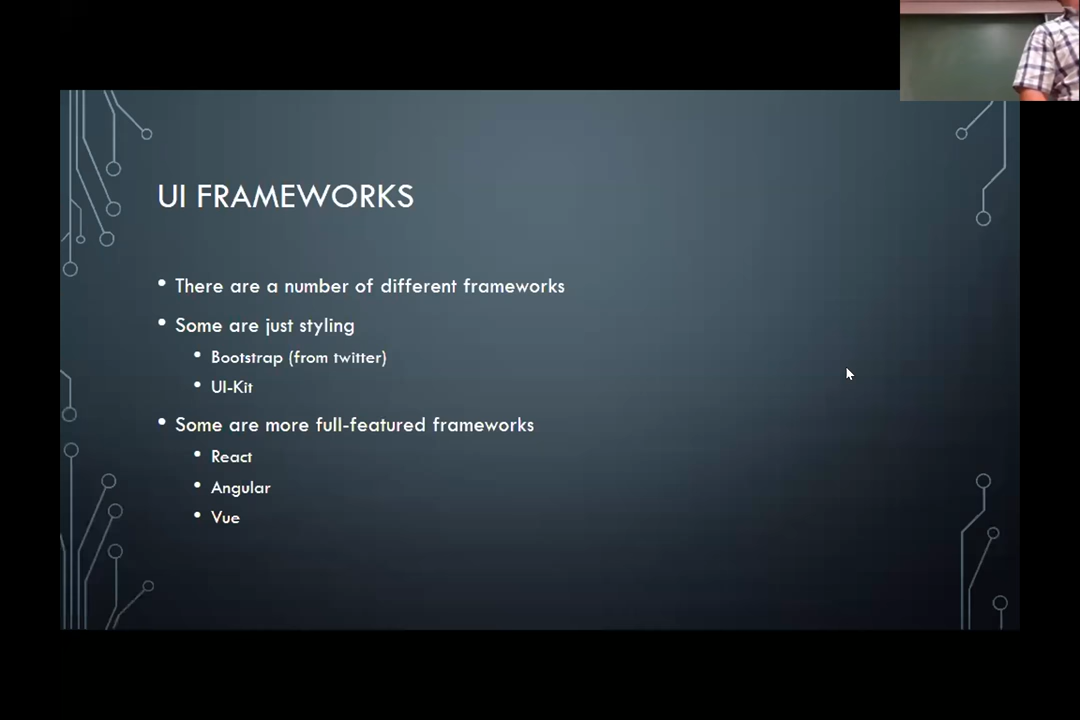 UI FRAMEWORKS
• There are a number of different frameworks
• Some are just styling
• Bootstrap (from twitter)
• UI-Kit
• Some are more full-featured frameworks
• React
• Angular
• Vue